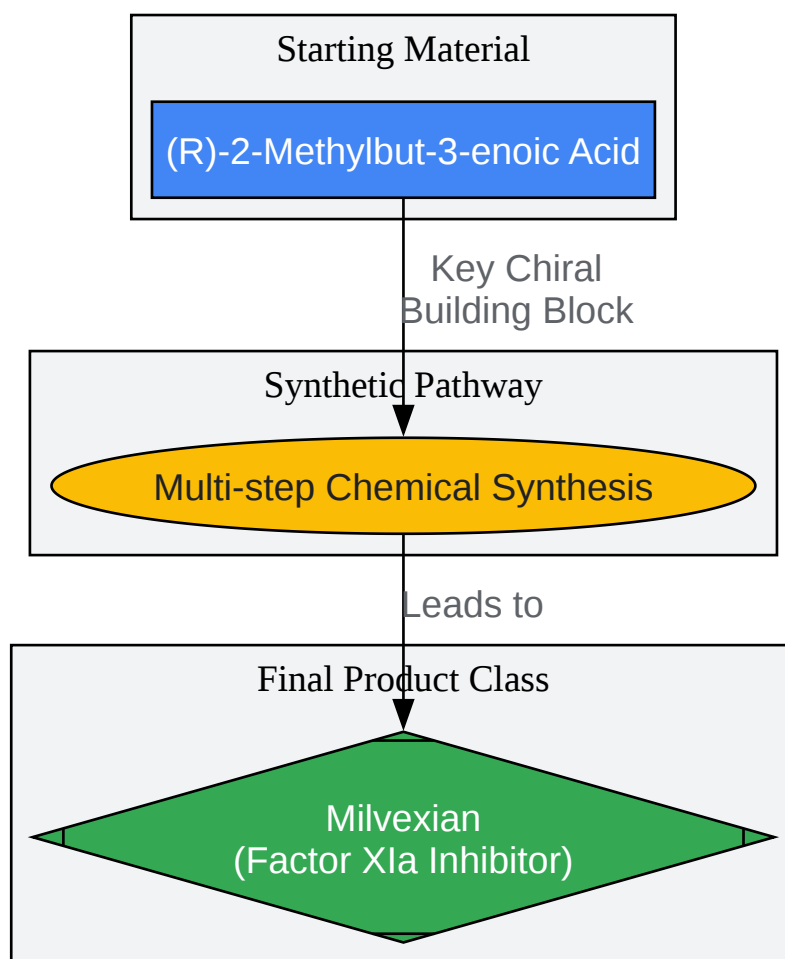 Starting Material
(R)-2-Methylbut-3-enoic Acid
Key Chiral
Building Block
Synthetic Pathway
Multi-step Chemical Synthesis
Leads to
Final Product Class
Milvexian
(Factor XIa Inhibitor)